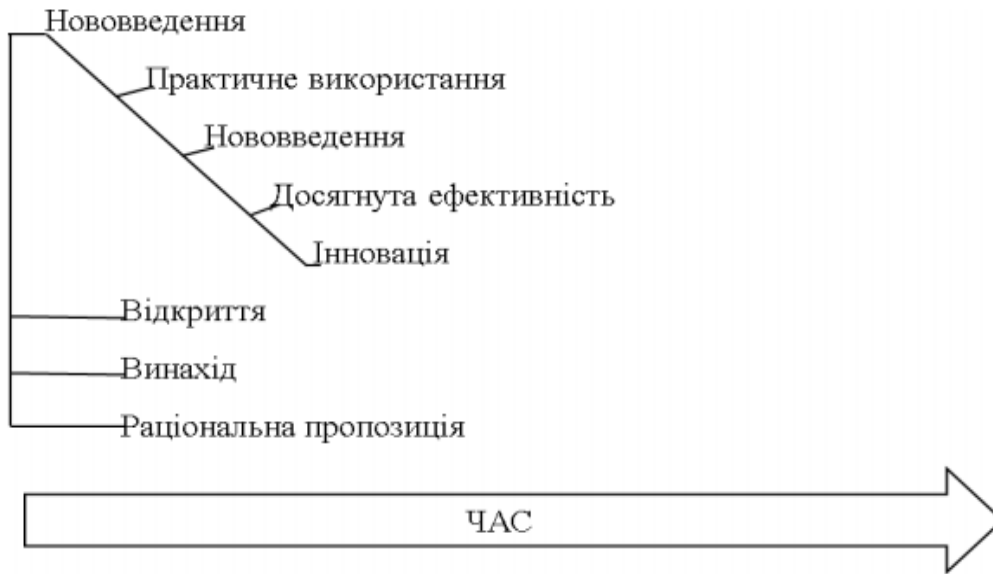 Нововведення
Практичне використання
Нововведення
Досягнута ефективність
Інновація
Відкриття
Винахід
Раціональна пропозиція
ЧАС